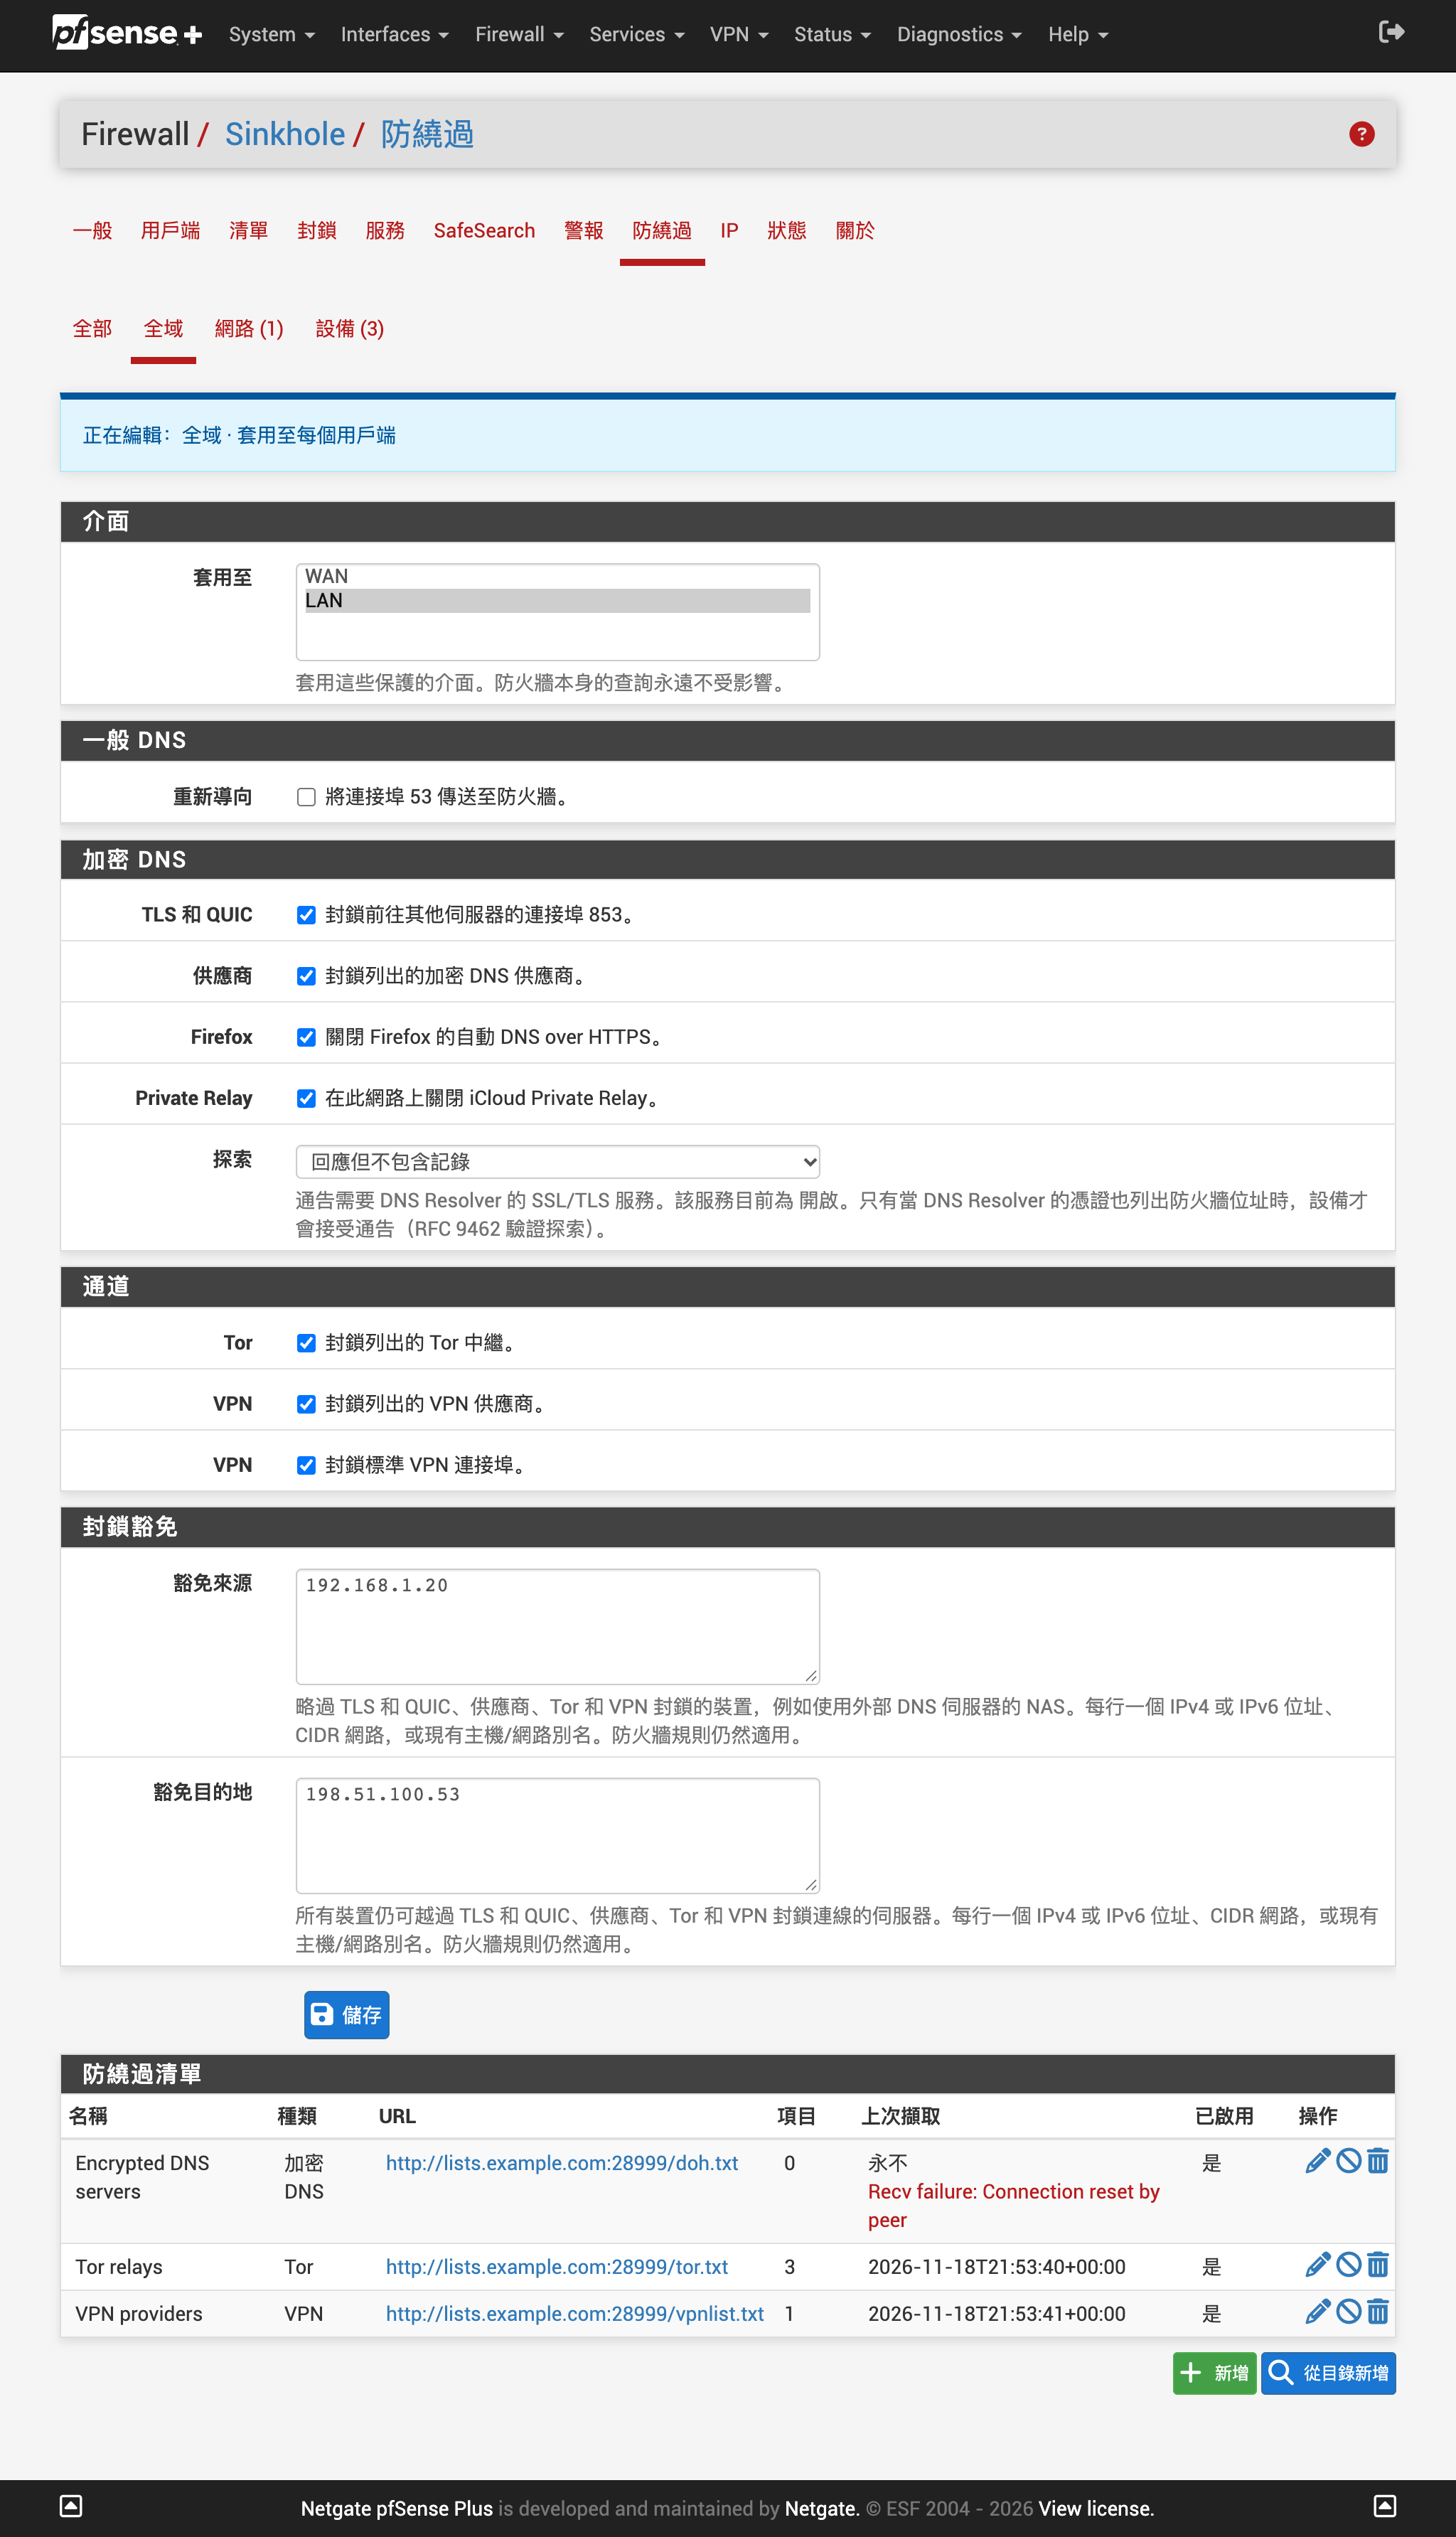 pfsense +
System
Interfaces
Firewall
Services
VPN
Status
Diagnostics
Help
Firewall / Sinkhole / 防繞過
一般 用戶端 清單 封鎖 服務 SafeSearch 警報 防繞過 IP 狀態 關於
全部 全域 網路 (1) 設備 (3)
正在編輯：全域 · 套用至每個用戶端
介面
套用至
WAN
LAN
套用這些保護的介面。防火牆本身的查詢永遠不受影響。
一般 DNS
重新導向 將連接埠 53 傳送至防火牆。
加密 DNS
TLS 和 QUIC 封鎖前往其他伺服器的連接埠 853。
供應商 封鎖列出的加密 DNS 供應商。
Firefox 關閉 Firefox 的自動 DNS over HTTPS。
Private Relay 在此網路上關閉 iCloud Private Relay。
探索 回應但不包含記錄
通告需要 DNS Resolver 的 SSL/TLS 服務。該服務目前為 開啟。只有當 DNS Resolver 的憑證也列出防火牆位址時，設備才
會接受通告（RFC 9462 驗證探索）。
通道
Tor 封鎖列出的 Tor 中繼。
VPN 封鎖列出的 VPN 供應商。
VPN 封鎖標準 VPN 連接埠。
封鎖豁免
豁免來源 192.168.1.20
略過 TLS 和 QUIC、供應商、Tor 和 VPN 封鎖的裝置，例如使用外部 DNS 伺服器的 NAS。每行一個 IPv4 或 IPv6 位址、
CIDR 網路，或現有主機/網路別名。防火牆規則仍然適用。
豁免目的地 198.51.100.53
所有裝置仍可越過 TLS 和 QUIC、供應商、Tor 和 VPN 封鎖連線的伺服器。每行一個 IPv4 或 IPv6 位址、CIDR 網路，或現有
主機/網路別名。防火牆規則仍然適用。
儲存
防繞過清單
名稱 種類 URL 項目 上次擷取 已啟用 操作
Encrypted DNS servers 加密 DNS http://lists.example.com:28999/doh.txt 0 永不 Recv failure: Connection reset by peer 是
Tor relays Tor http://lists.example.com:28999/tor.txt 3 2026-11-18T21:53:40+00:00 是
VPN providers VPN http://lists.example.com:28999/vpnlist.txt 1 2026-11-18T21:53:41+00:00 是
新增 從目錄新增
Netgate pfSense Plus is developed and maintained by Netgate. © ESF 2004 - 2026 View license.